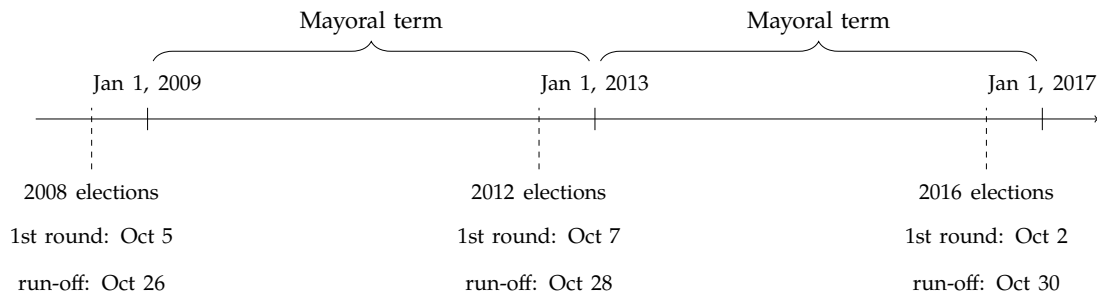 Mayoral term Mayoral term
Jan 1, 2009 Jan 1, 2013 Jan 1, 2017
2008 elections 2012 elections 2016 elections
1st round: Oct 5 1st round: Oct 7 1st round: Oct 2
run-off: Oct 26 run-off: Oct 28 run-off: Oct 30